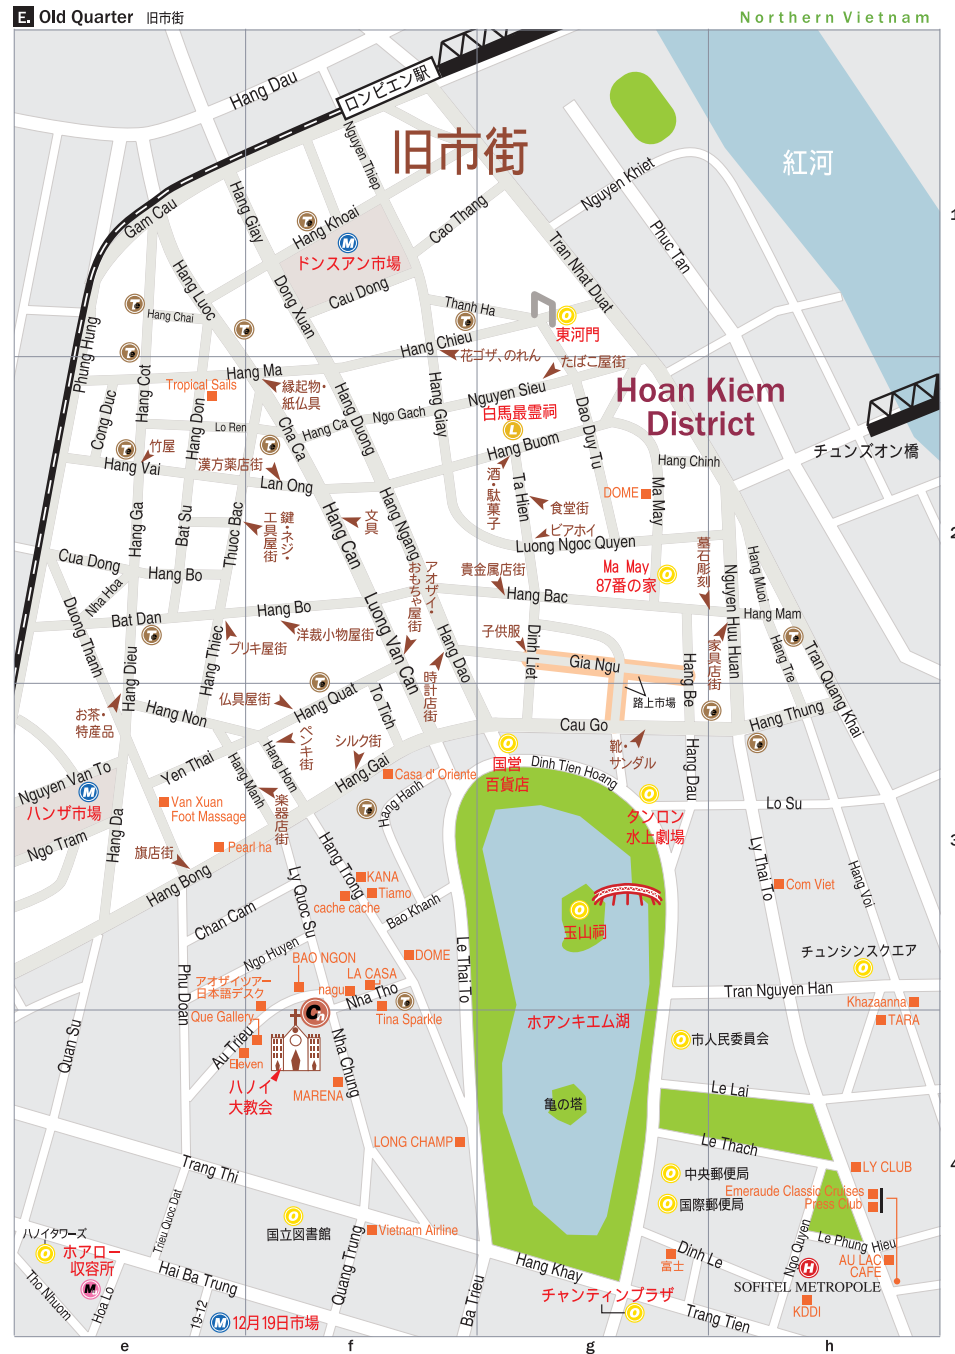 E. Old Quarter 旧市街
Northern Vietnam
ロンビエン駅
Hang Dau
旧市街
紅河
Nguyen Thiep
Nguyen Khiet
Gam Cau
Hang Giay
Hang Khoai
Cao Thang
Phuc Tan
1
ドンスアン市場
Tran Nhat Duat
Hang Luoc
Dong Xuan
Cau Dong
Thanh Ha
Hang Chai
東河門
Phung Hung
Hang Chieu
花ゴザ、のれん
たばこ屋街
Hang Ma
Tropical Sails
縁起物・
紙仏具
Hang Cot
Cong Duc
Hang Don
Hang Duong
Hang Giay
Nguyen Sieu
Hoan Kiem
District
Ngo Gach
白馬最霊祠
Dao Duy Tu
Lo Ren
Cha Ca
Hang Ca
チュンズオン橋
竹屋
Hang Vai
漢方薬店街
Hang Buom
Hang Chinh
Lan Ong
酒・駄菓子
Ta Hien
DOME
Ma May
食堂街
Hang Ga
Bat Su
Thuoc Bac
工具屋街
鍵・ネジ・
Hang Can
文具
Hang Ngang
ビアホイ
2
Luong Ngoc Quyen
墓石彫刻
Cua Dong
Nha Hoa
Hang Bo
アオザイ・
おもちゃ屋街
貴金属店街
Ma May
87番の家
Hang Muoi
Hang Bac
Nguyen Huu Huan
Duong Thanh
Bat Dan
Hang Bo
Luong Van Can
Hang Mam
洋裁小物屋街
ブリキ屋街
子供服
Hang Dao
Dinh Liet
Gia Ngu
家具店街
Hang Tre
Tran Quang Khai
Hang Dieu
Hang Thiec
時計店街
路上市場
Hang Be
仏具屋街
Hang Quat
To Tich
お茶・
特産品
Hang Non
Cau Go
Hang Thung
ペンキ街
シルク街
国営
百貨店
靴・
サンダル
Yen Thai
Hang Manh
Hang Hom
Hang Gai
Casa d' Oriente
Dinh Tien Hoang
Hang Dau
Nguyen Van To
ハンザ市場
Van Xuan
Foot Massage
楽器店街
Hang Hanh
タンロン
水上劇場
Lo Su
Ngo Tram
Hang Da
Pearl ha
旗店街
Hang Trong
3
Ly Thai To
Hang Voi
Hang Bong
Ly Quoc Su
KANA
Tiamo
cache cache
Com Viet
Chan Cam
Bao Khanh
玉山祠
Ngo Huyen
BAO NGON
DOME
チュンシンスクエア
Phu Doan
アオザイツアー
日本語デスク
nagu
LA CASA
Nha Tho
Le Thai To
Tran Nguyen Han
Khazaanna
Que Gallery
Tina Sparkle
ホアンキエム湖
TARA
Quan Su
Au Trieu
Eleven
Nha Chung
市人民委員会
ハノイ
大教会
MARENA
Le Lai
亀の塔
LONG CHAMP
Le Thach
Trang Thi
中央郵便局
LY CLUB
4
Trieu Quoc Dat
Emeraude Classic Cruises
Press Club
国際郵便局
ハノイタワーズ
国立図書館
Vietnam Airline
Le Phung Hieu
ホアロー
収容所
Quang Trung
Dinh Le
Ngo Quyen
AU LAC
CAFE
Hai Ba Trung
Hang Khay
富士
Tho Nhuom
Hoa Lo
Ba Trieu
チャンティンプラザ
SOFITEL METROPOLE
KDDI
19-12
12月19日市場
Trang Tien
e f g h